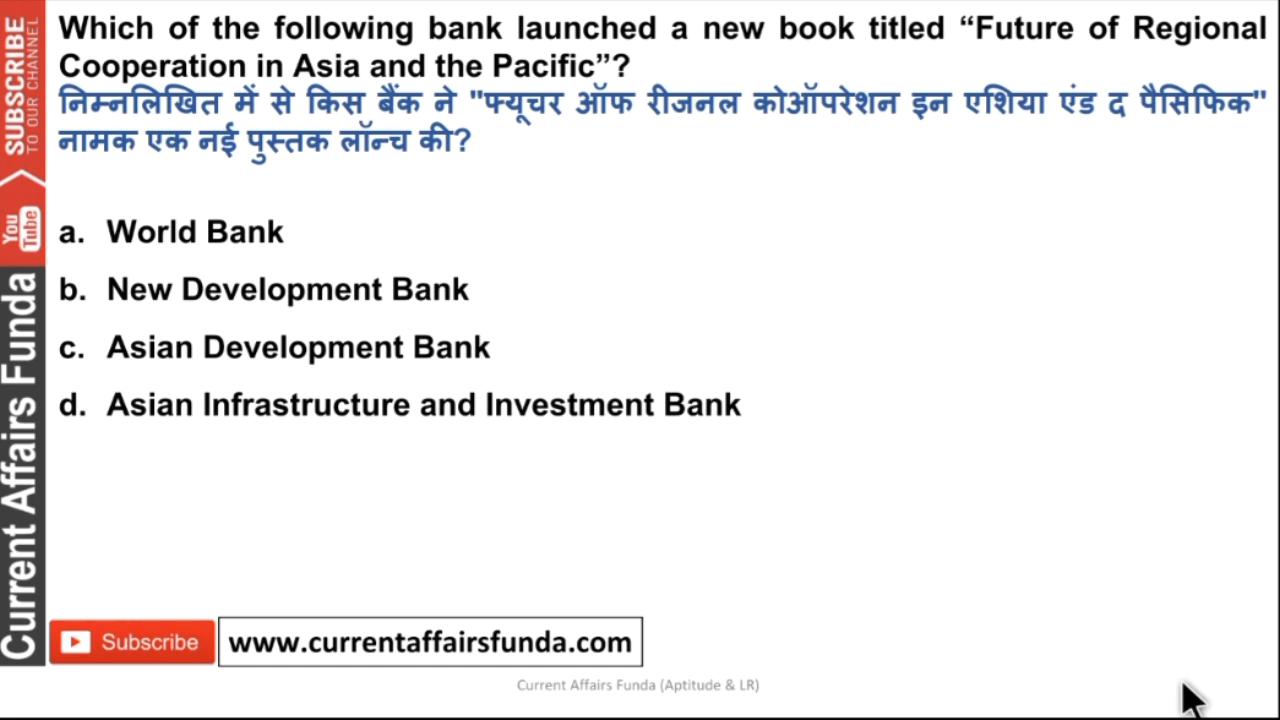 Which of the following bank launched a new book titled “Future of Regional
Cooperation in Asia and the Pacific”?
निम्नलिखित में से किस बैंक ने "फ्यूचर ऑफ रीजनल कोऑपरेशन इन एशिया एंड द पैसिफिक"
नामक एक नई पुस्तक लॉन्च की?
a. World Bank
b. New Development Bank
c. Asian Development Bank
d. Asian Infrastructure and Investment Bank
SUBSCRIBE
TO OUR CHANNEL
You
Tube
Current Affairs Funda
Subscribe
www.currentaffairsfunda.com
Current Affairs Funda (Aptitude & LR)